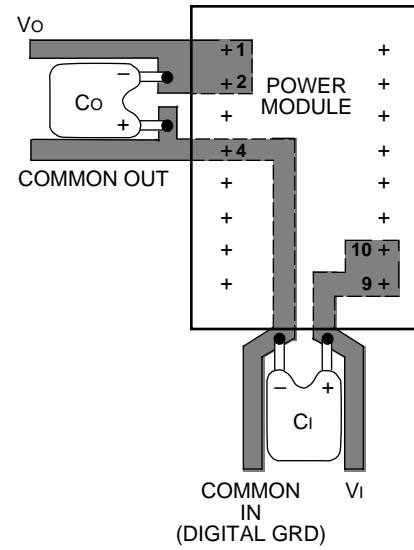 VO
+ 1 +
− + 2 +
CO
POWER
MODULE
+ +
+
+ 4 +
COMMON OUT
+ +
+ 10 +
+ 9 +
− +
CI
COMMON
IN
(DIGITAL GRD)
VI